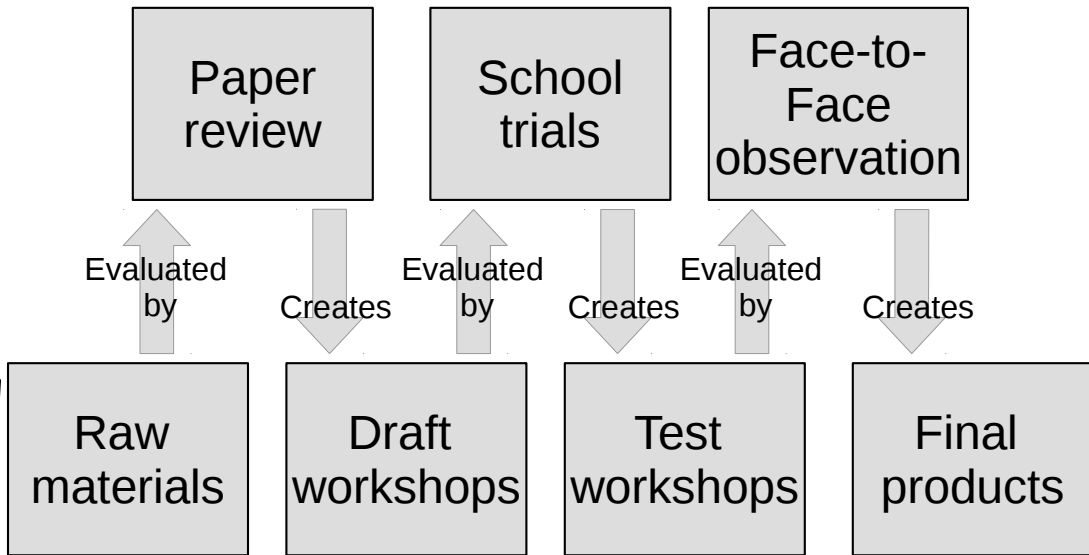 Paper
review
School
trials
Face-to-
Face
observation
Evaluated
by
Creates
Evaluated
by
Creates
Evaluated
by
Creates
Raw
materials
Draft
workshops
Test
workshops
Final
products